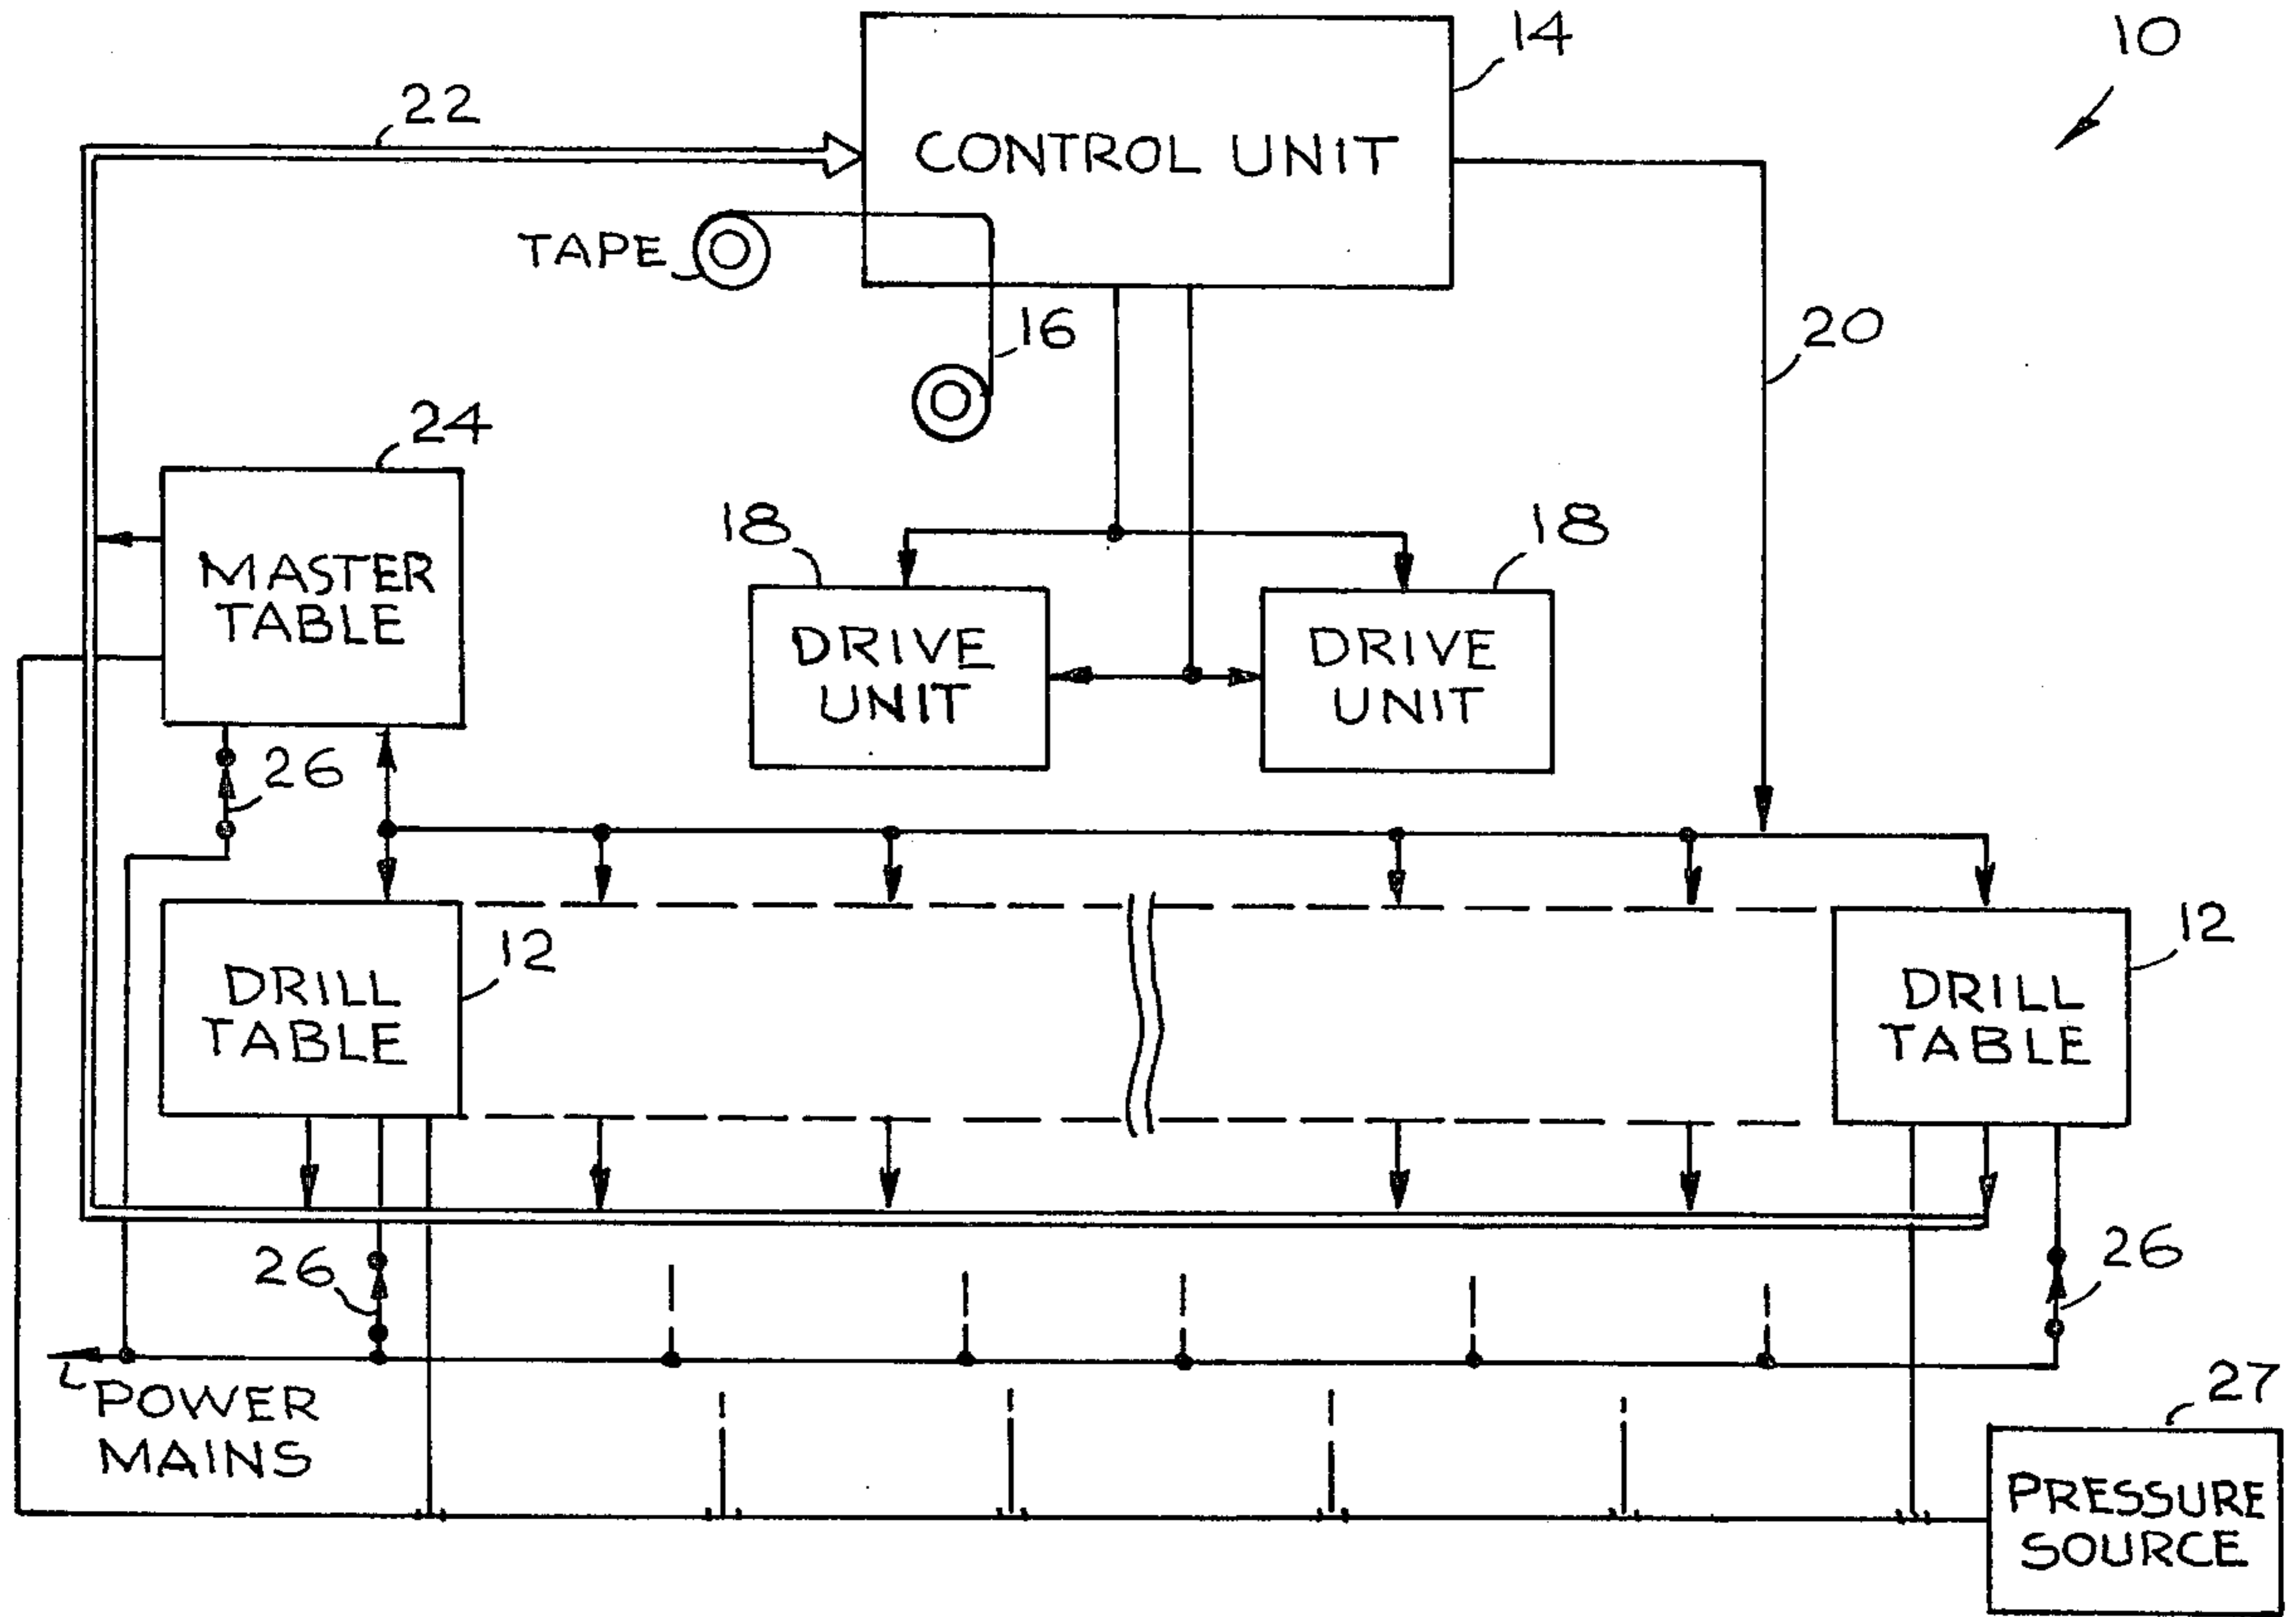 10
14
22
CONTROL UNIT
TAPE
16
20
24
MASTER
TABLE
18
18
DRIVE
UNIT
DRIVE
UNIT
26
12
DRILL
TABLE
12
DRILL
TABLE
26
26
POWER
MAINS
27
PRESSURE
SOURCE